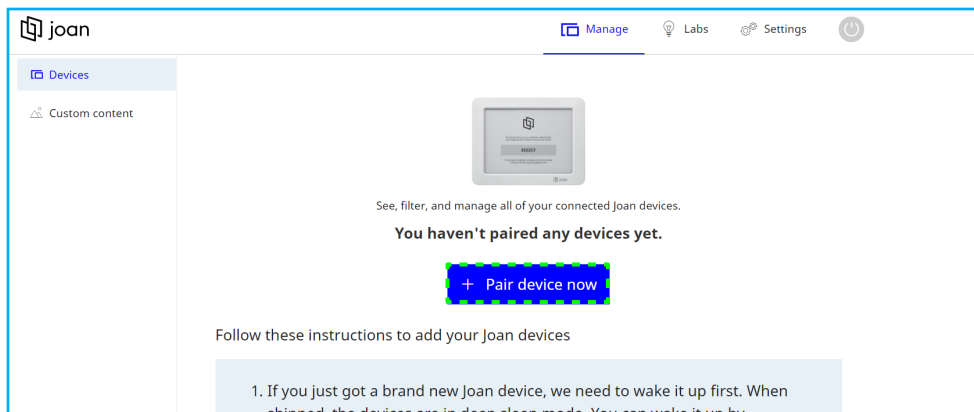 joan
Manage
Labs
Settings
Devices
Custom content
See, filter, and manage all of your connected Joan devices.
You haven't paired any devices yet.
+ Pair device now
Follow these instructions to add your Joan devices
1. If you just got a brand new Joan device, we need to wake it up first. When